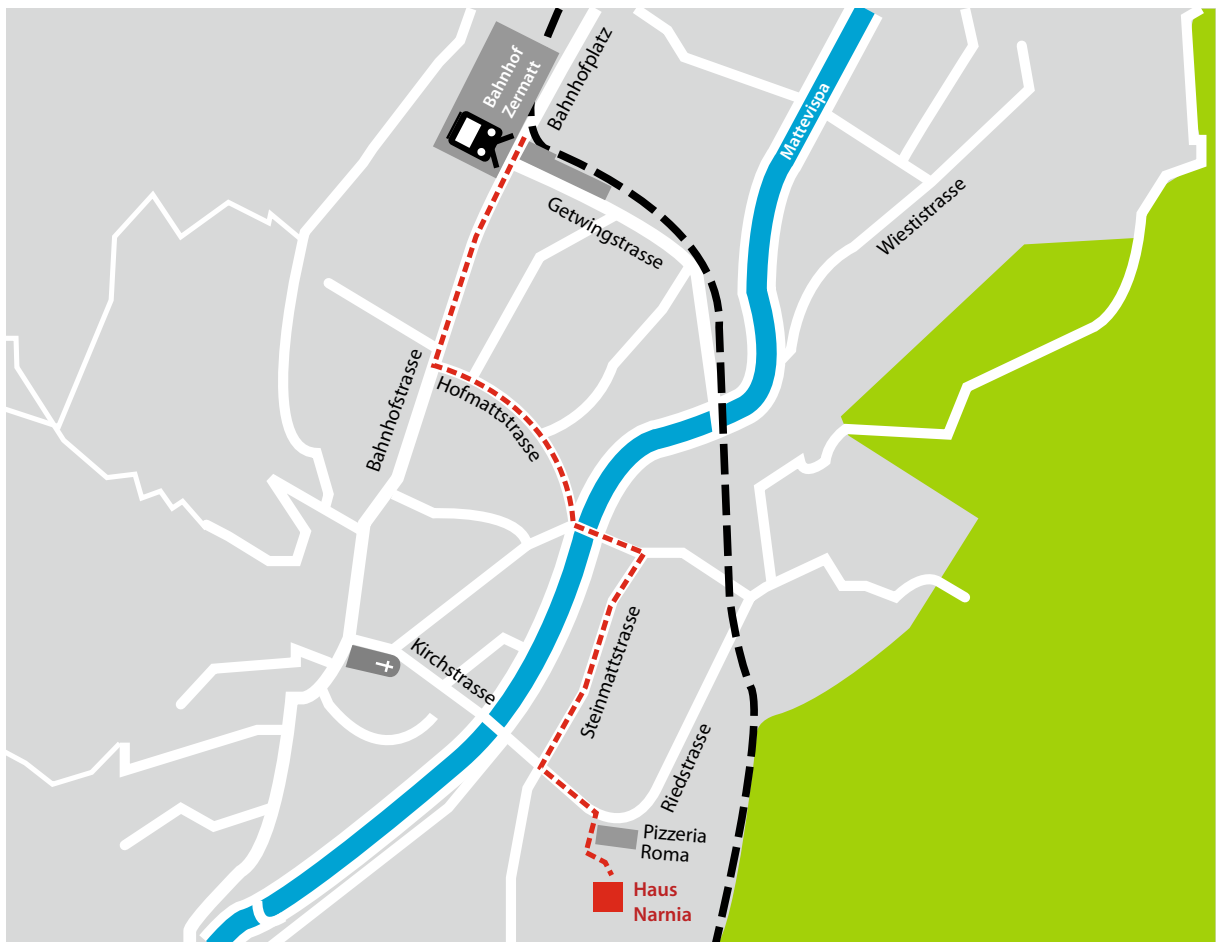 Bahnhof
Zermatt
Bahnhofplatz
Mattevispa
Getwingstrasse
Wiestistrasse
Bahnhofstrasse
Hofmattstrasse
Kirchstrasse
Steinmattstrasse
Riedstrasse
Pizzeria
Roma
Haus
Narnia